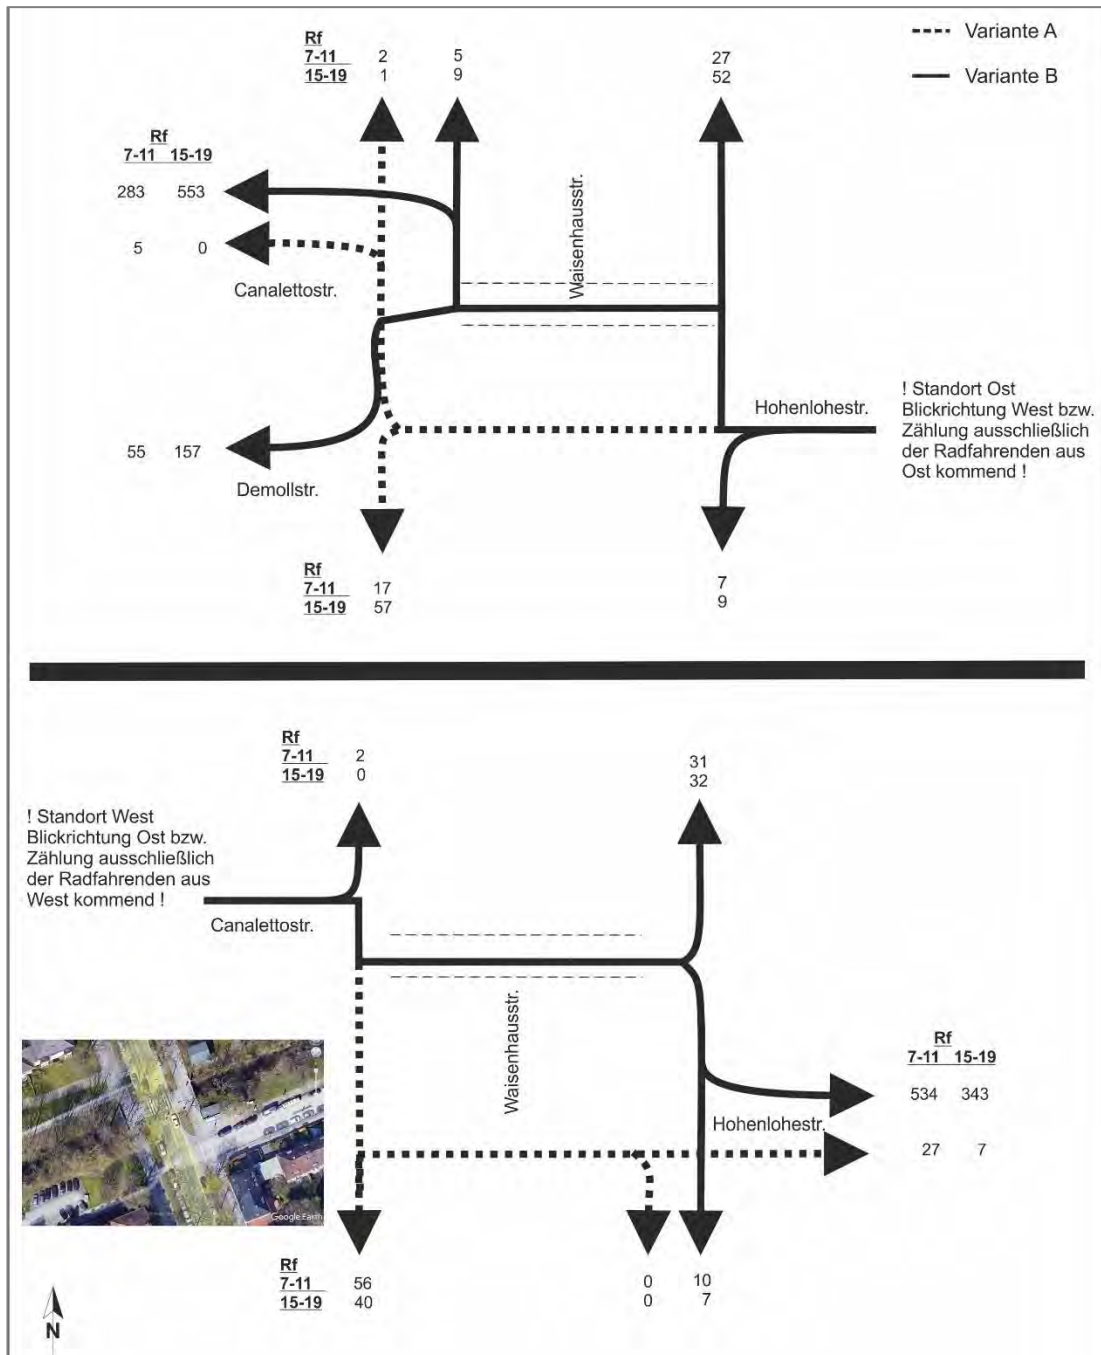 Variante A
Variante B
Rf
7-11 2 5 27
15-19 1 9 52
Rf
7-11 15-19
283 553
5 0
Canalettostr.
Waisenhausstr.
Hohenlohestr.
! Standort Ost
Blickrichtung West bzw.
Zählung ausschließlich
der Radfahrenden aus
Ost kommend !
55 157
Demollstr.
Rf
7-11 17 7
15-19 57 9
Rf
7-11 2 31
15-19 0 32
! Standort West
Blickrichtung Ost bzw.
Zählung ausschließlich
der Radfahrenden aus
West kommend !
Canalettostr.
Waisenhausstr.
Rf
7-11 15-19
534 343
Hohenlohestr.
27 7
Google Earth
Rf
7-11 56 0 10
15-19 40 0 7
N